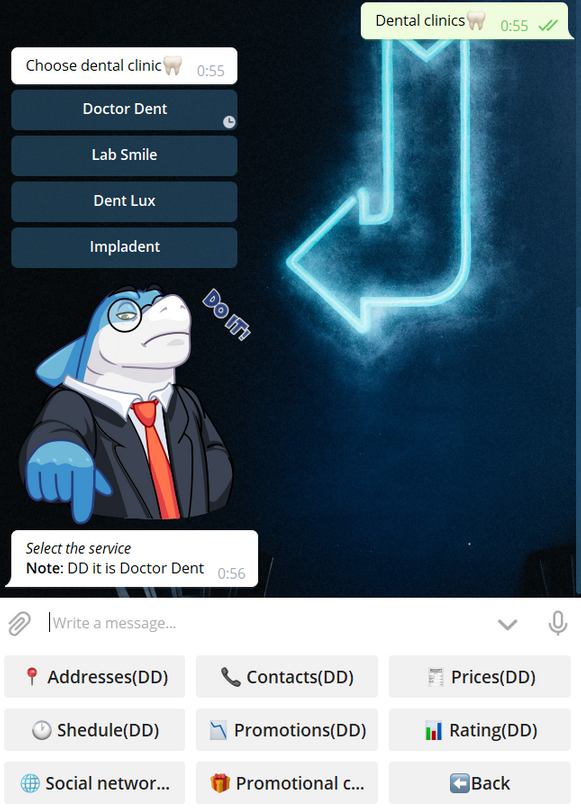 Dental clinics🦷 0:55
Choose dental clinic🦷 0:55
Doctor Dent
Lab Smile
Dent Lux
Impladent
DO IT!
Select the service
Note: DD it is Doctor Dent 0:56
Write a message...
📍 Addresses(DD)
📞 Contacts(DD)
🧾 Prices(DD)
🕐 Shedule(DD)
📉 Promotions(DD)
📊 Rating(DD)
🌐 Social networ...
🎁 Promotional c...
⬅️Back